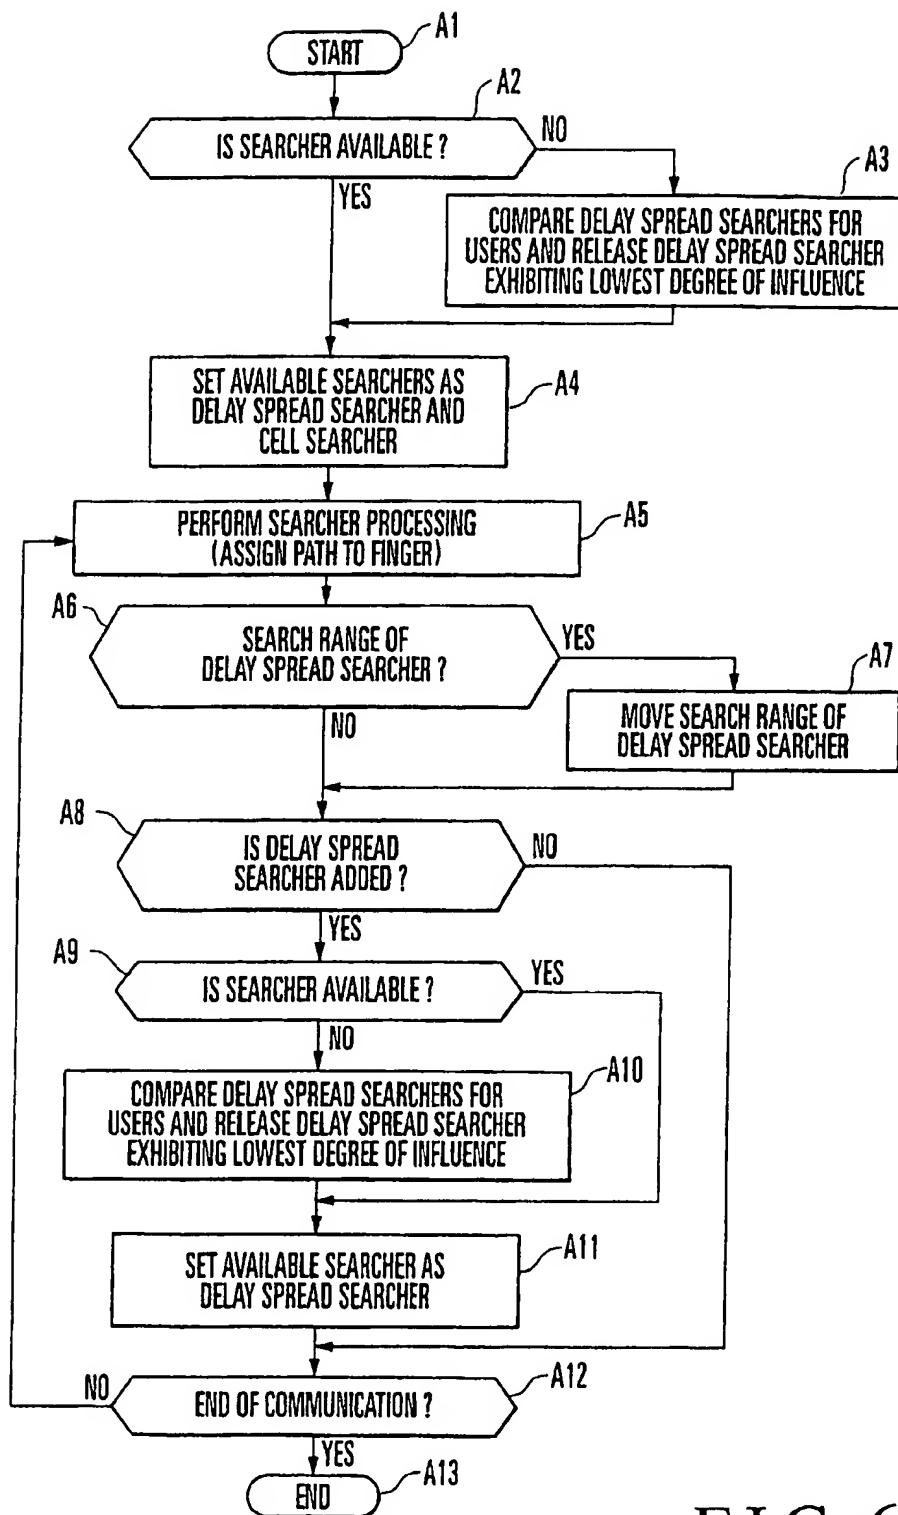 START
A1
A2
IS SEARCHER AVAILABLE ?
NO
YES
A3
COMPARE DELAY SPREAD SEARCHERS FOR
USERS AND RELEASE DELAY SPREAD SEARCHER
EXHIBITING LOWEST DEGREE OF INFLUENCE
SET AVAILABLE SEARCHERS AS
DELAY SPREAD SEARCHER AND
CELL SEARCHER
A4
PERFORM SEARCHER PROCESSING
(ASSIGN PATH TO FINGER)
A5
A6
SEARCH RANGE OF
DELAY SPREAD SEARCHER ?
YES
NO
A7
MOVE SEARCH RANGE OF
DELAY SPREAD SEARCHER
A8
IS DELAY SPREAD
SEARCHER ADDED ?
NO
YES
A9
IS SEARCHER AVAILABLE ?
YES
NO
A10
COMPARE DELAY SPREAD SEARCHERS FOR
USERS AND RELEASE DELAY SPREAD SEARCHER
EXHIBITING LOWEST DEGREE OF INFLUENCE
SET AVAILABLE SEARCHER AS
DELAY SPREAD SEARCHER
A11
NO
END OF COMMUNICATION ?
A12
YES
END
A13